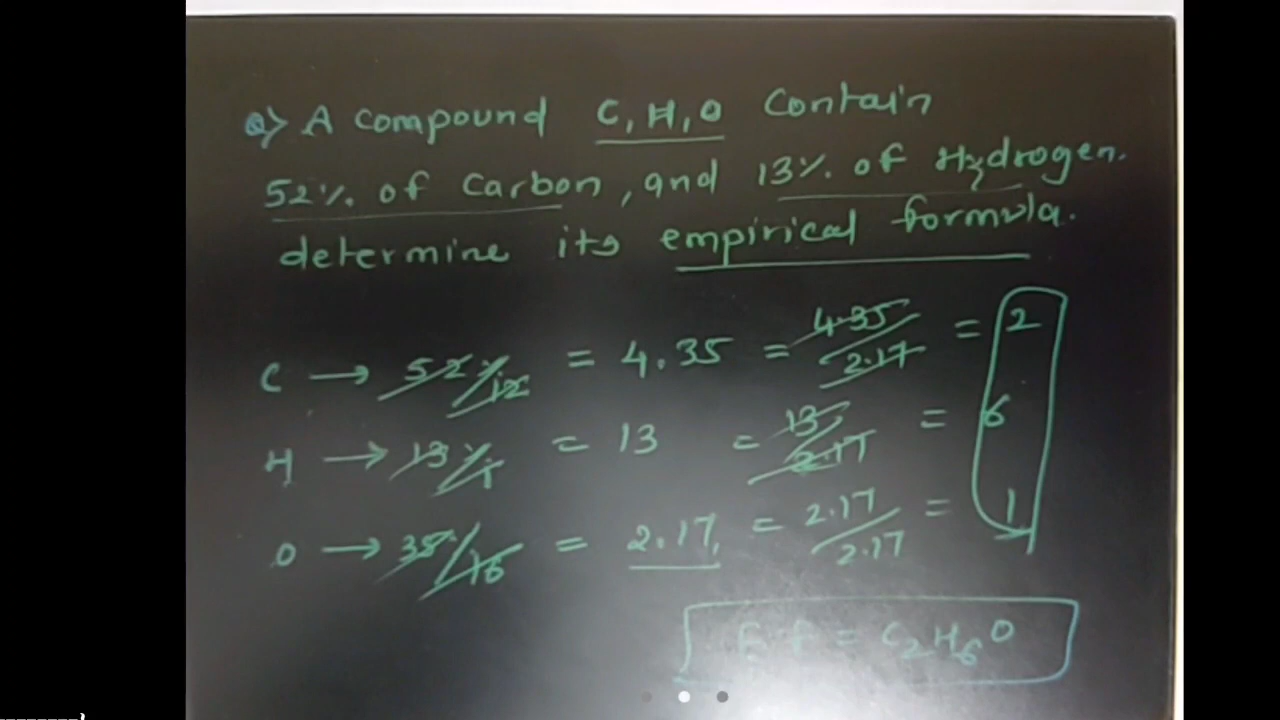 Q) A compound C, H, O contain
52% of carbon, and 13% of Hydrogen.
determine its empirical formula.
C → 52%/12 = 4.35 = 4.35/2.17 = 2
H → 13%/1 = 13 = 13/2.17 = 6
O → 35%/16 = 2.17 = 2.17/2.17 = 1
E F = C₂H₆O